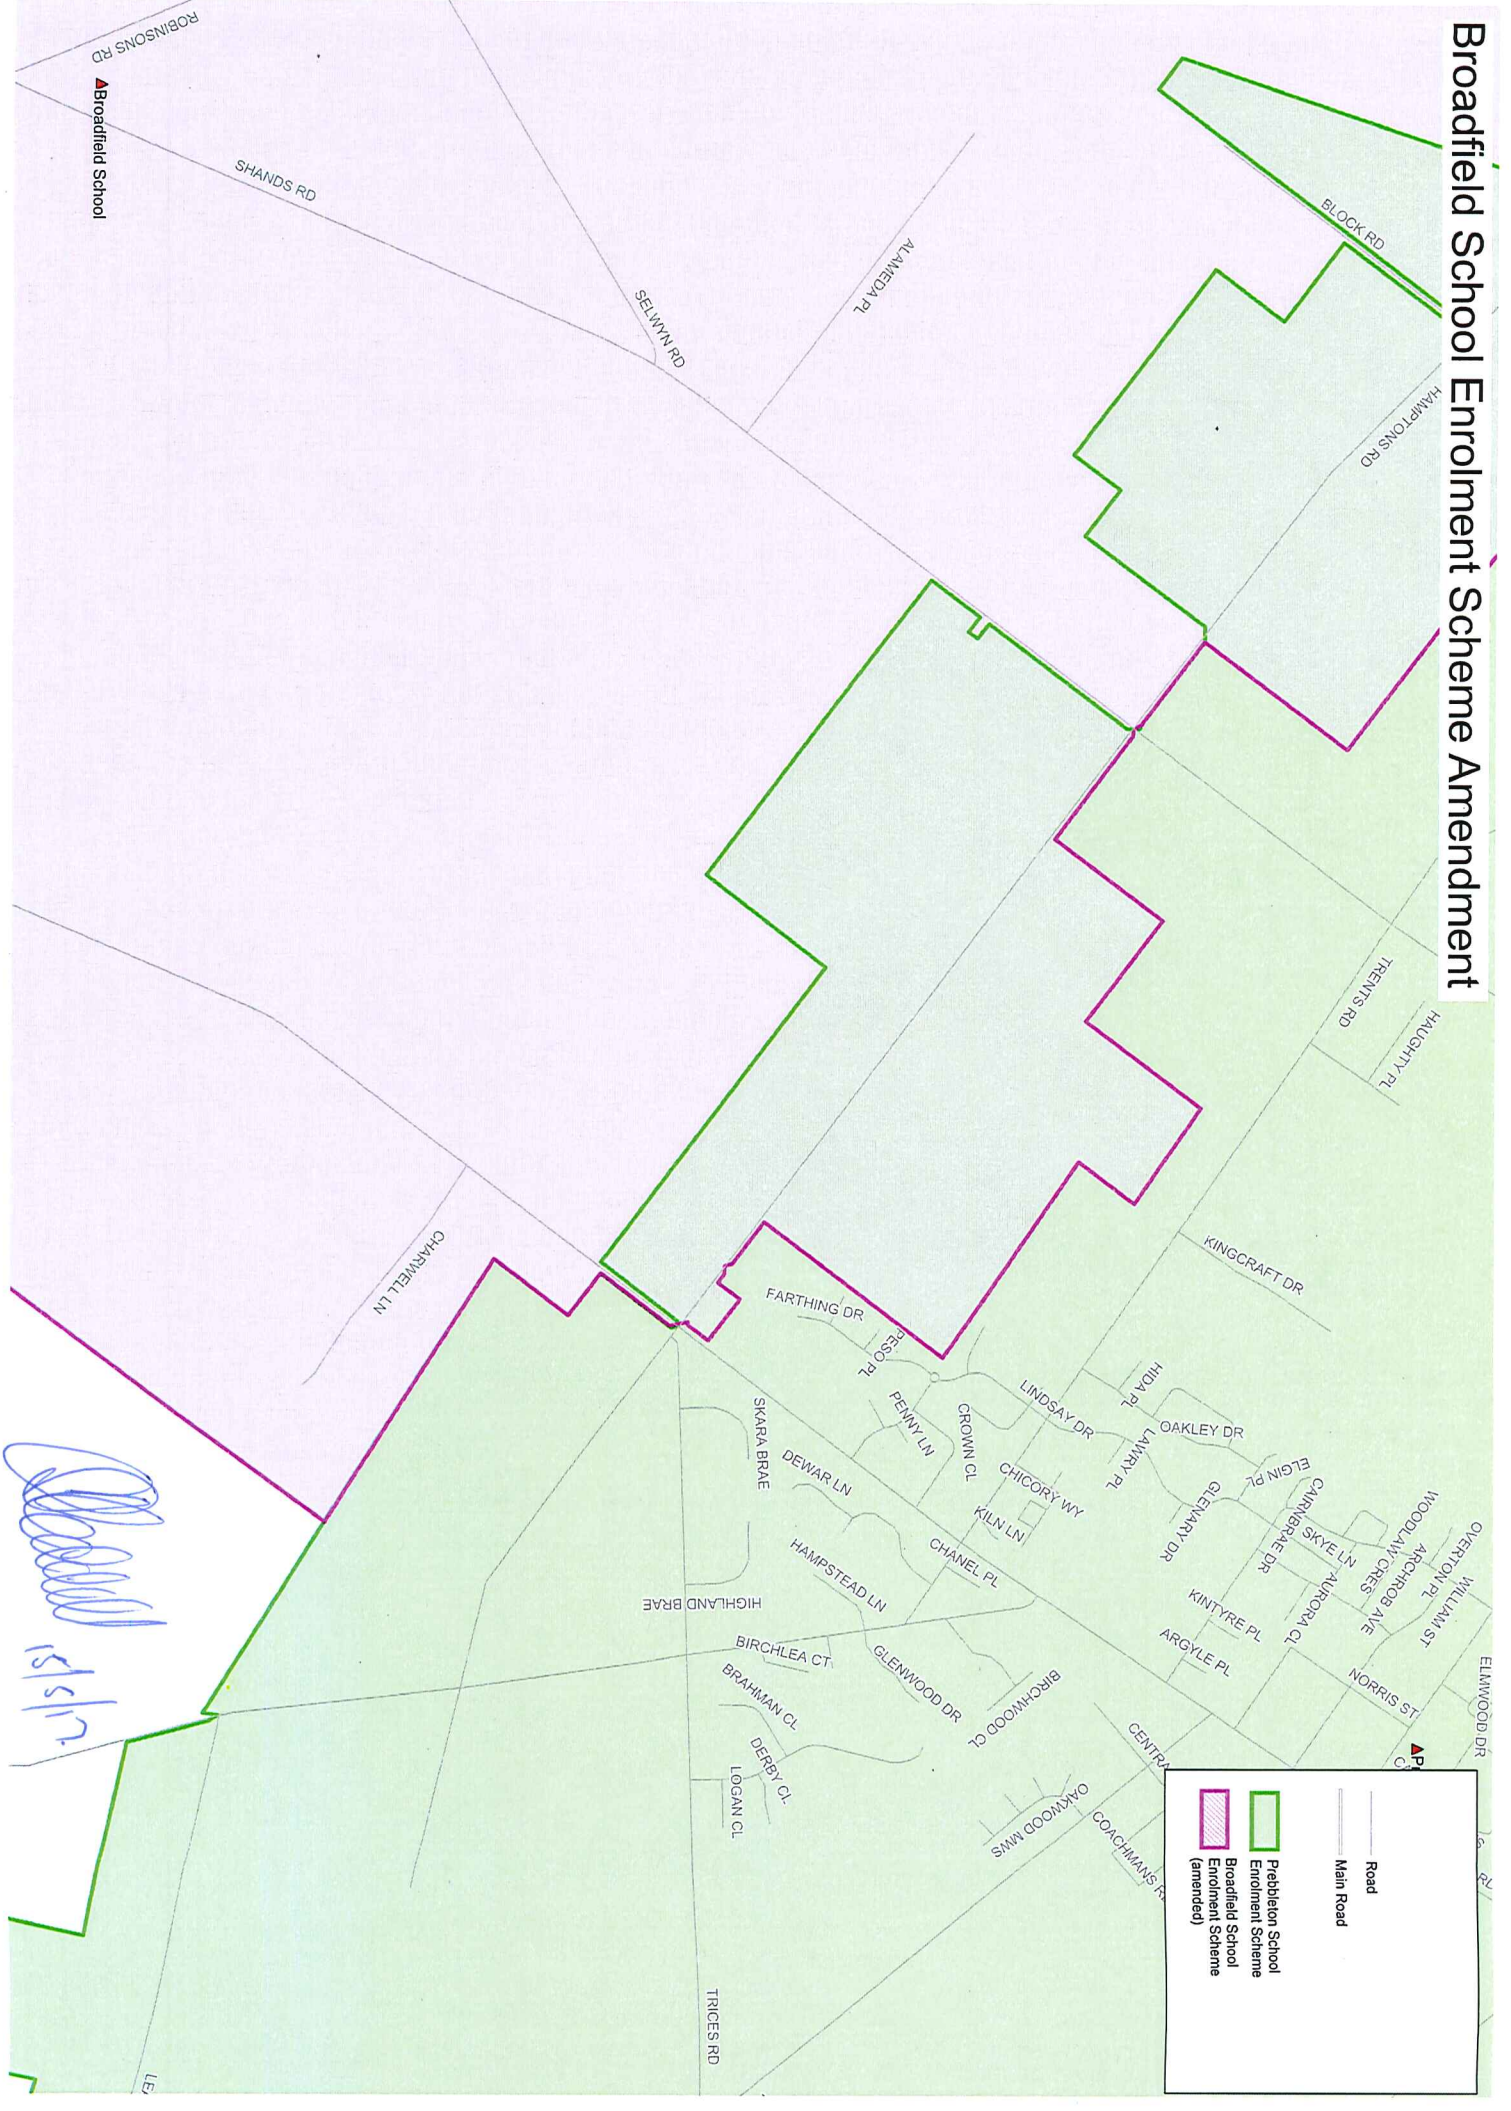 Broadfield School Enrolment Scheme Amendment
ROBINSONS RD
Broadfield School
SHANDS RD
SELWYN RD
ALAMEDA PL
BLOCK RD
HAMPTONS RD
TRENTS RD
HAUGHTY PL
KINGCRAFT DR
CHARWELL LN
FARTHING DR
PESO PL
PENNY LN
CROWN CL
LINDSAY DR
HIDA PL
OAKLEY DR
LAWRY PL
ELGIN PL
GLENARY DR
CAIRNBRAE DR
SKYE LN
WOODLAW CRES
ARCHROB AVE
OVERTON PL
WILLIAM ST
AURORA CL
KINTYRE PL
ARGYLE PL
NORRIS ST
ELMWOOD DR
CHICORY WY
KILN LN
CHANEL PL
DEWAR LN
SKARA BRAE
HAMPSTEAD LN
HIGHLAND BRAE
BIRCHLEA CT
BRAHMAN CL
GLENWOOD DR
BIRCHWOOD CL
DERBY CL
LOGAN CL
CENTRA
OAKWOOD MWS
COACHMANS R
TRICES RD
LE
Road
Main Road
Prebbleton School
Enrolment Scheme
Broadfield School
Enrolment Scheme
(amended)
15/5/17.